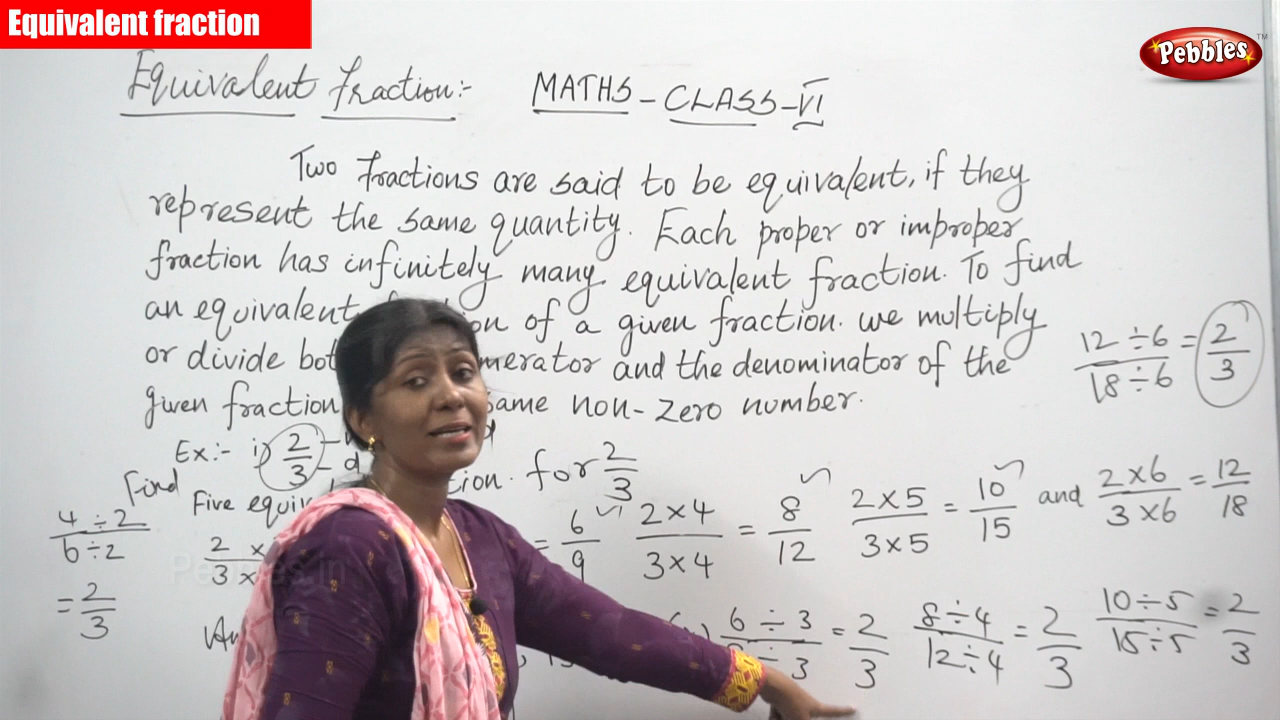 Equivalent fraction
Pebbles™
Equivalent fraction:- MATHS - CLASS - VI
Two fractions are said to be equivalent, if they
represent the same quantity. Each proper or improper
fraction has infinitely many equivalent fraction. To find
an equivalent on of a given fraction. we multiply
or divide bot merator and the denominator of the
given fraction same non-zero number.
12 ÷ 6 / 18 ÷ 6 = 2/3
Ex:- i) 2/3
Find Five equi tion. for 2/3
4 ÷ 2 / 6 ÷ 2 = 2/3
2 x / 3 x = 6/9 2 x 4 / 3 x 4 = 8/12 2 x 5 / 3 x 5 = 10/15 and 2 x 6 / 3 x 6 = 12/18
Pebbles.in
6 ÷ 3 / ÷ 3 = 2/3 8 ÷ 4 / 12 ÷ 4 = 2/3 10 ÷ 5 / 15 ÷ 5 = 2/3